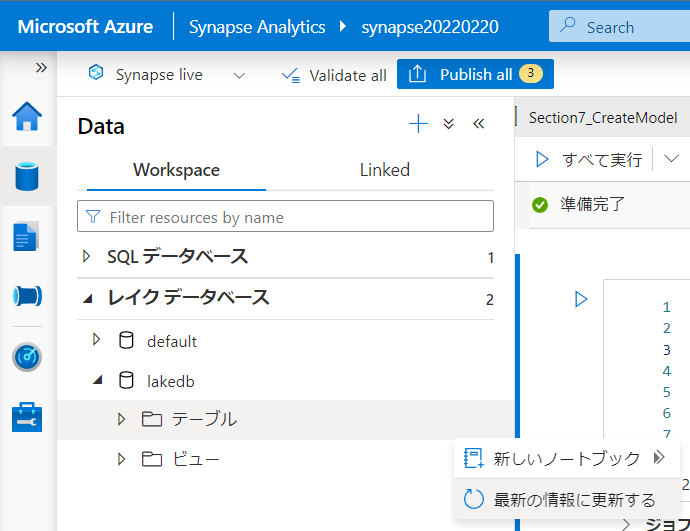 Microsoft Azure
Synapse Analytics
synapse20220220
Search
Synapse live
Validate all
Publish all
3
Data
Section7_CreateModel
Workspace
Linked
すべて実行
Filter resources by name
準備完了
SQL データベース
1
レイク データベース
2
default
lakedb
テーブル
ビュー
1
2
3
4
5
6
7
新しいノートブック
最新の情報に更新する
2